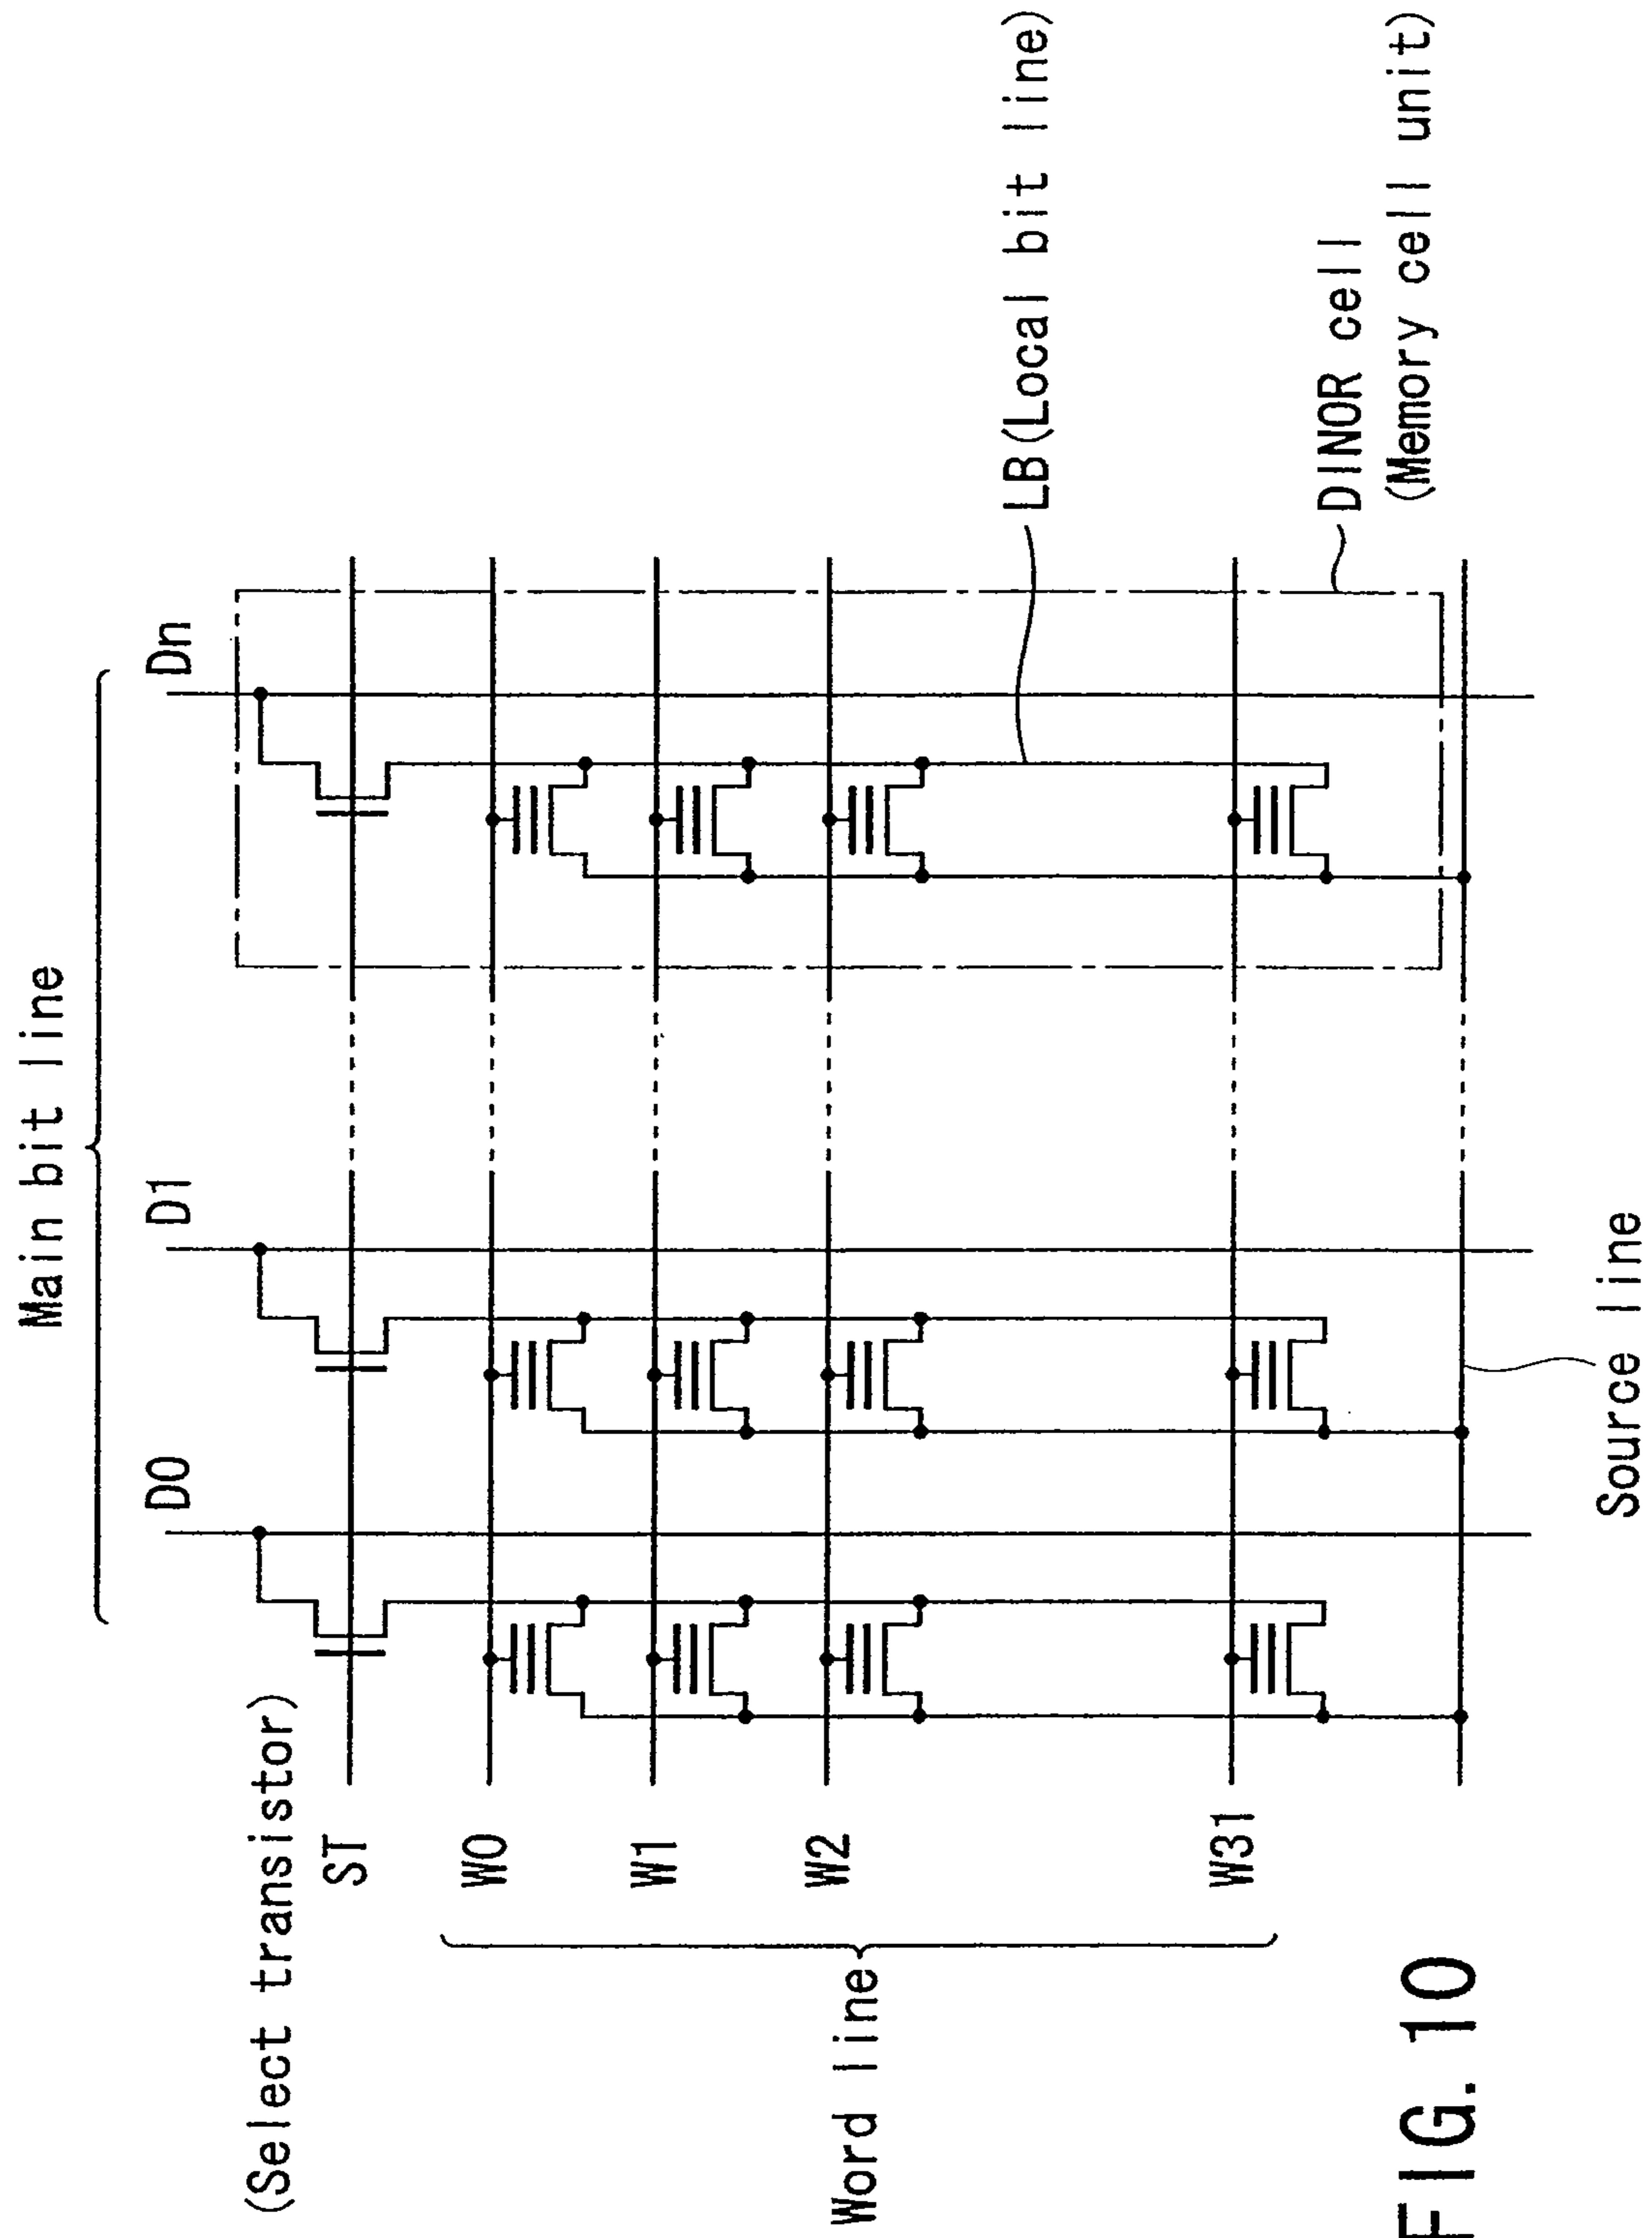 Main bit line
D0
D1
Dn
(Select transistor)
ST
W0
W1
W2
W31
Word line
LB(Local bit line)
DINOR cell
(Memory cell unit)
Source line
FIG. 10